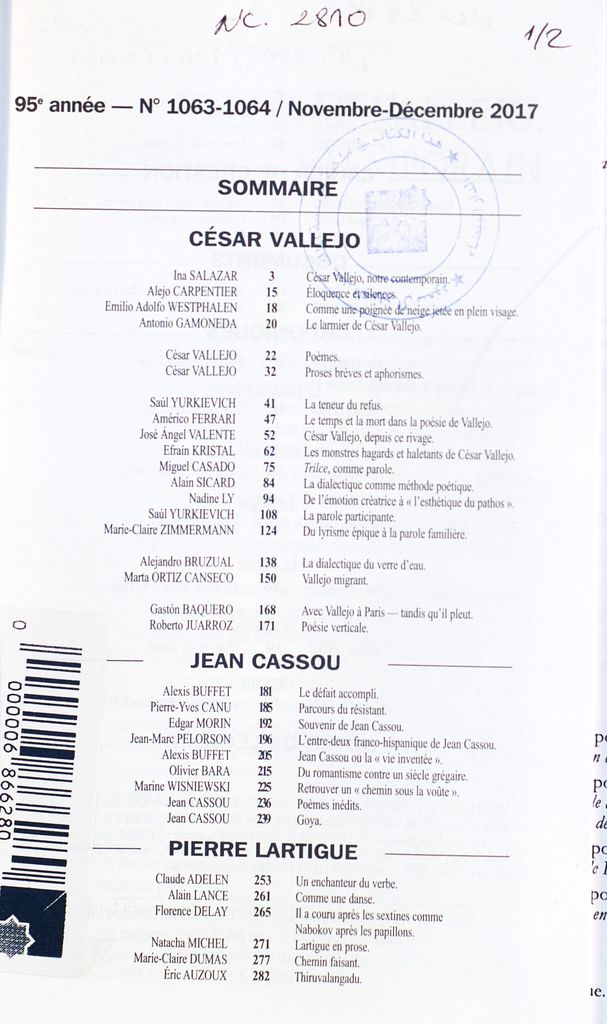 NC. 2810
1/2
95e année — N° 1063-1064 / Novembre-Décembre 2017
SOMMAIRE
CÉSAR VALLEJO
Ina SALAZAR 3 César Vallejo, notre contemporain.
Alejo CARPENTIER 15 Éloquence et silences.
Emilio Adolfo WESTPHALEN 18 Comme une poignée de neige jetée en plein visage.
Antonio GAMONEDA 20 Le larmier de César Vallejo.
César VALLEJO 22 Poèmes.
César VALLEJO 32 Proses brèves et aphorismes.
Saúl YURKIEVICH 41 La teneur du refus.
Américo FERRARI 47 Le temps et la mort dans la poésie de Vallejo.
José Ángel VALENTE 52 César Vallejo, depuis ce rivage.
Efraín KRISTAL 62 Les monstres hagards et haletants de César Vallejo.
Miguel CASADO 75 Trilce, comme parole.
Alain SICARD 84 La dialectique comme méthode poétique.
Nadine LY 94 De l'émotion créatrice à « l'esthétique du pathos ».
Saúl YURKIEVICH 108 La parole participante.
Marie-Claire ZIMMERMANN 124 Du lyrisme épique à la parole familière.
Alejandro BRUZUAL 138 La dialectique du verre d'eau.
Marta ORTIZ CANSECO 150 Vallejo migrant.
Gastón BAQUERO 168 Avec Vallejo à Paris — tandis qu'il pleut.
Roberto JUARROZ 171 Poésie verticale.
JEAN CASSOU
Alexis BUFFET 181 Le défait accompli.
Pierre-Yves CANU 185 Parcours du résistant.
Edgar MORIN 192 Souvenir de Jean Cassou.
Jean-Marc PELORSON 196 L'entre-deux franco-hispanique de Jean Cassou.
Alexis BUFFET 205 Jean Cassou ou la « vie inventée ».
Olivier BARA 215 Du romantisme contre un siècle grégaire.
Marine WISNIEWSKI 225 Retrouver un « chemin sous la voûte ».
Jean CASSOU 236 Poèmes inédits.
Jean CASSOU 239 Goya.
PIERRE LARTIGUE
Claude ADELEN 253 Un enchanteur du verbe.
Alain LANCE 261 Comme une danse.
Florence DELAY 265 Il a couru après les sextines comme
Nabokov après les papillons.
Natacha MICHEL 271 Lartigue en prose.
Marie-Claire DUMAS 277 Chemin faisant.
Éric AUZOUX 282 Thiruvalangadu.
0 000006 866280